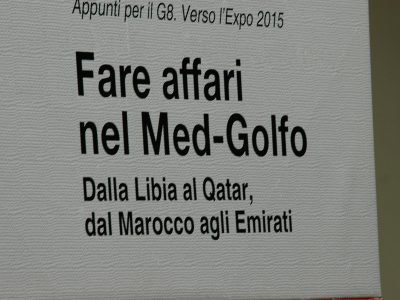 Appunti per il G8. Verso l'Expo 2015
Fare affari
nel Med-Golfo
Dalla Libia al Qatar,
dal Marocco agli Emirati